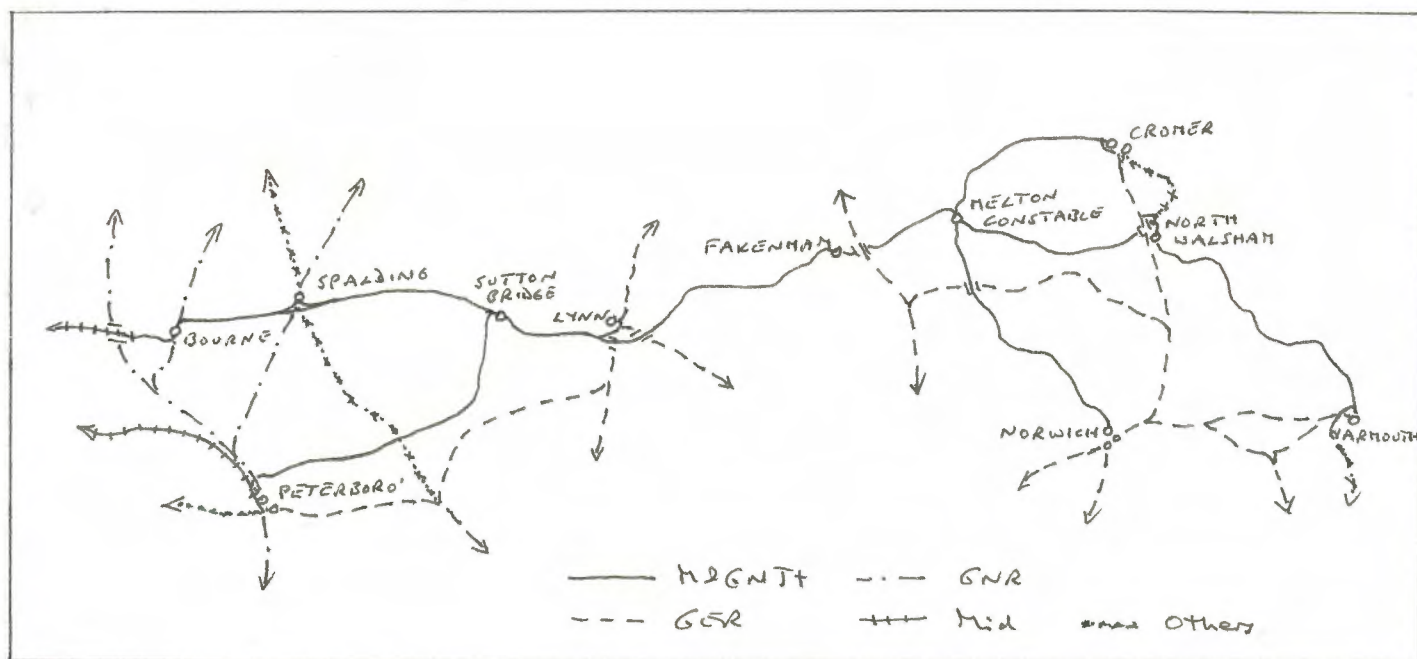 CROMER
MELTON
CONSTABLE
NORTH
WALSHAM
FAKENHAM
SPALDING
SUTTON
BRIDGE
LYNN
BOURNE
NORWICH
YARMOUTH
PETERBORO'
M&GNJt
GNR
GER
Mid
Others